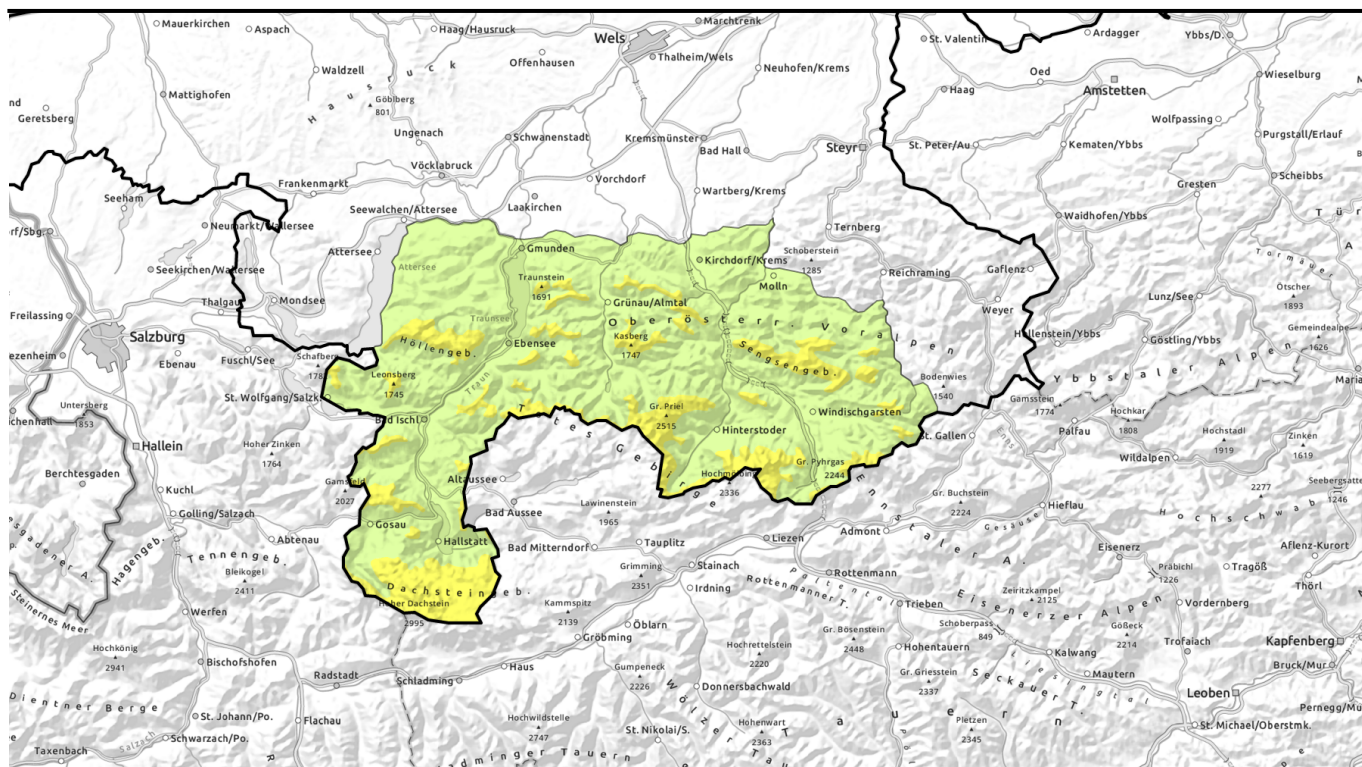 Mauerkirchen
Aspach
Haag/Hausruck
Marchtrenk
Wels
St. Valentin
Ardagger
Ybbs/D.
Offenhausen
Thalheim/Wels
Waldzell
Neuhofen/Krems
Oed
Wieselburg
Mattighofen
Hausruck
Göblberg
801
Haag
Amstetten
Geretsberg
Ungenach
Schwanenstadt
Kremsmünster
Wolfpassing
Purgstall/Erlauf
Bad Hall
Steyr
St. Peter/Au
Kematen/Ybbs
Vöcklabruck
Vorchdorf
Wartberg/Krems
Scheibbs
Gresten
Frankenmarkt
Seeham
Laakirchen
Seewalchen/Attersee
Waidhofen/Ybbs
Neumarkt/Wallersee
Ternberg
Attersee
Gmunden
Schoberstein
1285
Kirchdorf/Krems
Seekirchen/Wallersee
Attersee
Traunstein
1691
Molln
Reichraming
Gaflenz
Tormäuer
Ötscher
1893
Thalgau
Mondsee
Grünau/Almtal
Weyer
Lunz/See
Freilassing
Traunsee
Oberösterr. Voralpen
Gemeindealpe
1626
Salzburg
Höllengeb.
Ebensee
Kasberg
1747
Sengsengeb.
Hollenstein/Ybbs
Göstling/Ybbs
Ybbstaler Alpen
Ebenau
Fuschl/See
Schafberg
Leonsberg
1745
Traun
Bodenwies
1540
St. Wolfgang/Salzk
Gamsstein
1774
Untersberg
1853
Gr. Priel
2515
Windischgarsten
Hochkar
1808
Bad Ischl
Totes Gebirge
Hinterstoder
St. Gallen
Palfau
Hochstadl
1919
Zinken
1619
Hallein
Hoher Zinken
1764
Enns
Wildalpen
Berchtesgaden
Gr. Pyhrgas
2244
Hochmölbing
2336
Altaussee
Gamsfeld
2027
Kuchl
Lawinenstein
1965
Ennstaler A.
Gr. Buchstein
2224
2277
1246
Hochschwab
Golling/Salzach
Bad Aussee
Hieflau
Gosau
Gesäuse
Admont
Abtenau
Hallstatt
Tauplitz
Liezen
Bad Mitterndorf
Eisenerz
Aflenz-Kurort
Tennengeb.
Hagengeb.
Bleikogel
2411
Grimming
2351
Stainach
Irdning
Rottenmann
Präbichl
1226
Tragöß
Thörl
Paltental
Rottenmanner T.
Dachsteingeb.
Steinernes Meer
Hoher Dachstein
2995
Kammspitz
2139
Trieben
Zeiritzkampel
2125
Eisenerzer Alpen
Vordernberg
Werfen
Öblarn
Gröbming
Gr. Bösenstein
2448
Schoberpass
849
Gößeck
2214
Hochkönig
2941
Hochrettelstein
2220
Hohentauern
Kalwang
Trofaiach
Kapfenberg
Bischofshofen
Haus
Gumpeneck
2226
Gr. Griesstein
2337
Liesingtal
Mautern
Bruck/Mur
Radstadt
Schladming
Donnersbachwald
Seckauer T.
Leoben
Dientner Berge
Wölzer
St. Johann/Po.
Flachau
Hochwildstelle
2747
Hohenwart
2363
Pletzen
2345
St. Michael/Oberstmk.
Salzach
Schwarzach/Po.
St. Nikolai/S.
Taxenbach